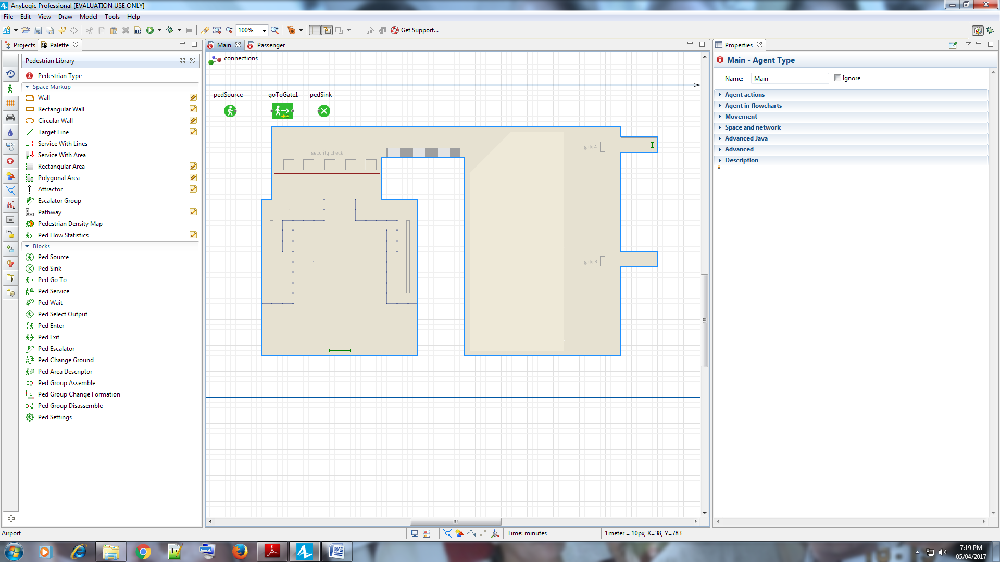 AnyLogic Professional [EVALUATION USE ONLY]
File Edit View Draw Model Tools Help
100% Get Support...
Projects Palette
Main Passenger
Properties
Pedestrian Library
Pedestrian Type
Space Markup
Wall
Rectangular Wall
Circular Wall
Target Line
Service With Lines
Service With Area
Rectangular Area
Polygonal Area
Attractor
Escalator Group
Pathway
Pedestrian Density Map
Ped Flow Statistics
Blocks
Ped Source
Ped Sink
Ped Go To
Ped Service
Ped Wait
Ped Select Output
Ped Enter
Ped Exit
Ped Escalator
Ped Change Ground
Ped Area Descriptor
Ped Group Assemble
Ped Group Change Formation
Ped Group Disassemble
Ped Settings
connections
pedSource goToGate1 pedSink
security check
gate A
gate B
Main - Agent Type
Name: Main Ignore
Agent actions
Agent in flowcharts
Movement
Space and network
Advanced Java
Advanced
Description
Airport
Time: minutes
1meter = 10px, X=38, Y=783
7:19 PM
05/04/2017